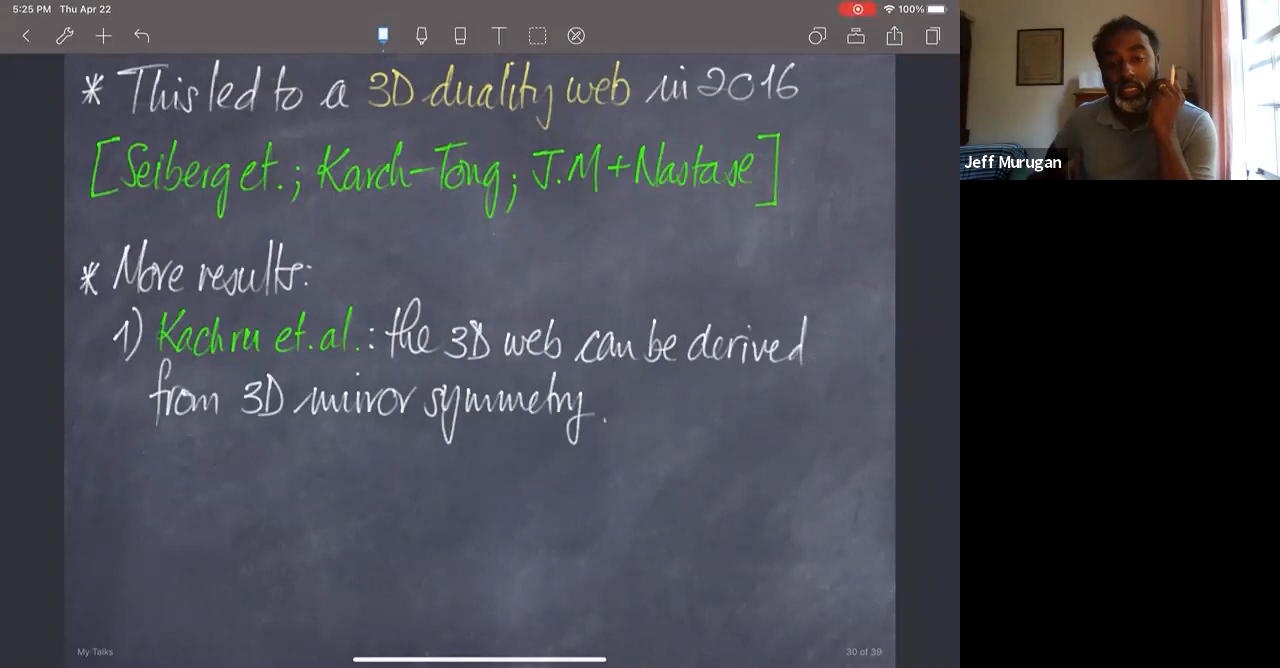 5:25 PM Thu Apr 22
100%
T
* This led to a 3D duality web in 2016
[Seiberg et.; Karch-Tong; J.M+Nastase]
* More results:
1) Kachru et.al.: the 3D web can be derived
from 3D mirror symmetry.
My Talks
30 of 39
Jeff Murugan